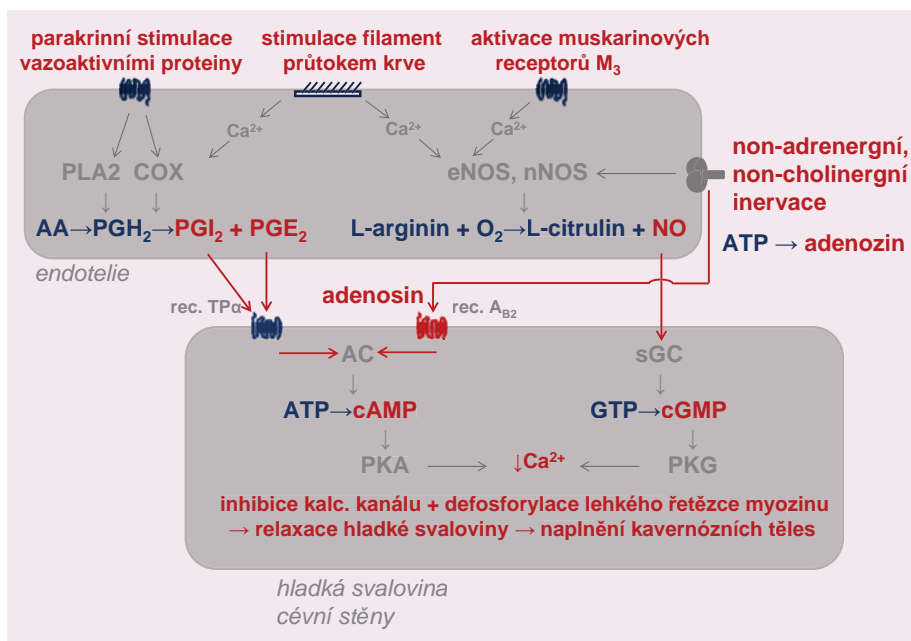 parakrinní stimulace
vazoaktivními proteiny
stimulace filament
průtokem krve
aktivace muskarinových
receptorů M₃
Ca²⁺
Ca²⁺
Ca²⁺
PLA2 COX
eNOS, nNOS
non-adrenergní,
non-cholinergní
inervace
AA→PGH₂→PGI₂ + PGE₂
L-arginin + O₂→L-citrulin + NO
ATP → adenozin
endotelie
rec. TPα
adenosin
rec. A_B2
AC
sGC
ATP→cAMP
GTP→cGMP
PKA
↓Ca²⁺
PKG
inhibice kalc. kanálu + defosforylace lehkého řetězce myozinu
→ relaxace hladké svaloviny → naplnění kavernózních těles
hladká svalovina
cévní stěny